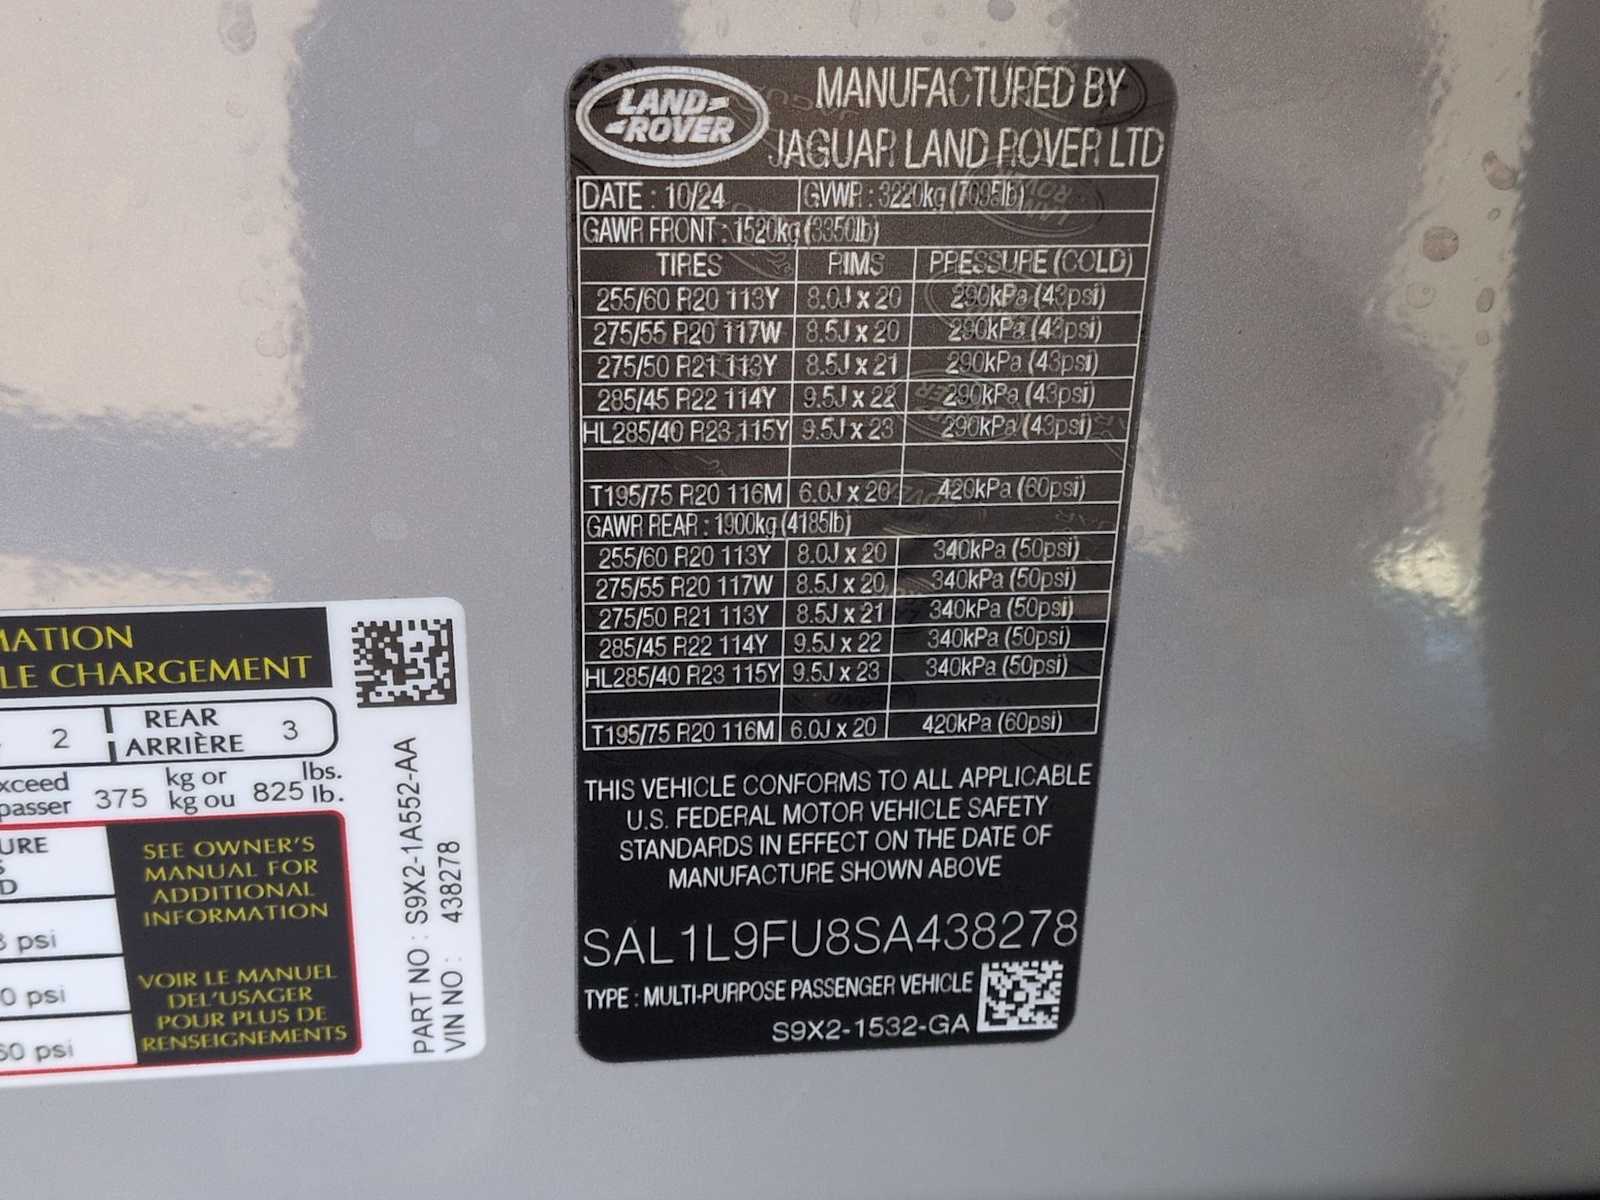 MATION
LE CHARGEMENT
2 REAR ARRIÈRE 3
xceed passer 375 kg or kg ou 825 lbs. lb.
URE
D
psi
0 psi
60 psi
SEE OWNER'S
MANUAL FOR
ADDITIONAL
INFORMATION
VOIR LE MANUEL
DEL'USAGER
POUR PLUS DE
RENSEIGNEMENTS
PART NO : S9X2-1A552-AA
VIN NO : 438278
LAND ROVER
MANUFACTURED BY
JAGUAR LAND ROVER LTD
DATE : 10/24 GVWR : 3220kg (7095lb)
GAWR FRONT : 1520kg (3350lb)
TIRES RIMS PRESSURE (COLD)
255/60 R20 113Y 8.0J x 20 290kPa (43psi)
275/55 R20 117W 8.5J x 20 290kPa (43psi)
275/50 R21 113Y 8.5J x 21 290kPa (43psi)
285/45 R22 114Y 9.5J x 22 290kPa (43psi)
HL285/40 R23 115Y 9.5J x 23 290kPa (43psi)
T195/75 R20 116M 6.0J x 20 420kPa (60psi)
GAWR REAR : 1900kg (4185lb)
255/60 R20 113Y 8.0J x 20 340kPa (50psi)
275/55 R20 117W 8.5J x 20 340kPa (50psi)
275/50 R21 113Y 8.5J x 21 340kPa (50psi)
285/45 R22 114Y 9.5J x 22 340kPa (50psi)
HL285/40 R23 115Y 9.5J x 23 340kPa (50psi)
T195/75 R20 116M 6.0J x 20 420kPa (60psi)
THIS VEHICLE CONFORMS TO ALL APPLICABLE
U.S. FEDERAL MOTOR VEHICLE SAFETY
STANDARDS IN EFFECT ON THE DATE OF
MANUFACTURE SHOWN ABOVE
SAL1L9FU8SA438278
TYPE : MULTI-PURPOSE PASSENGER VEHICLE
S9X2-1532-GA